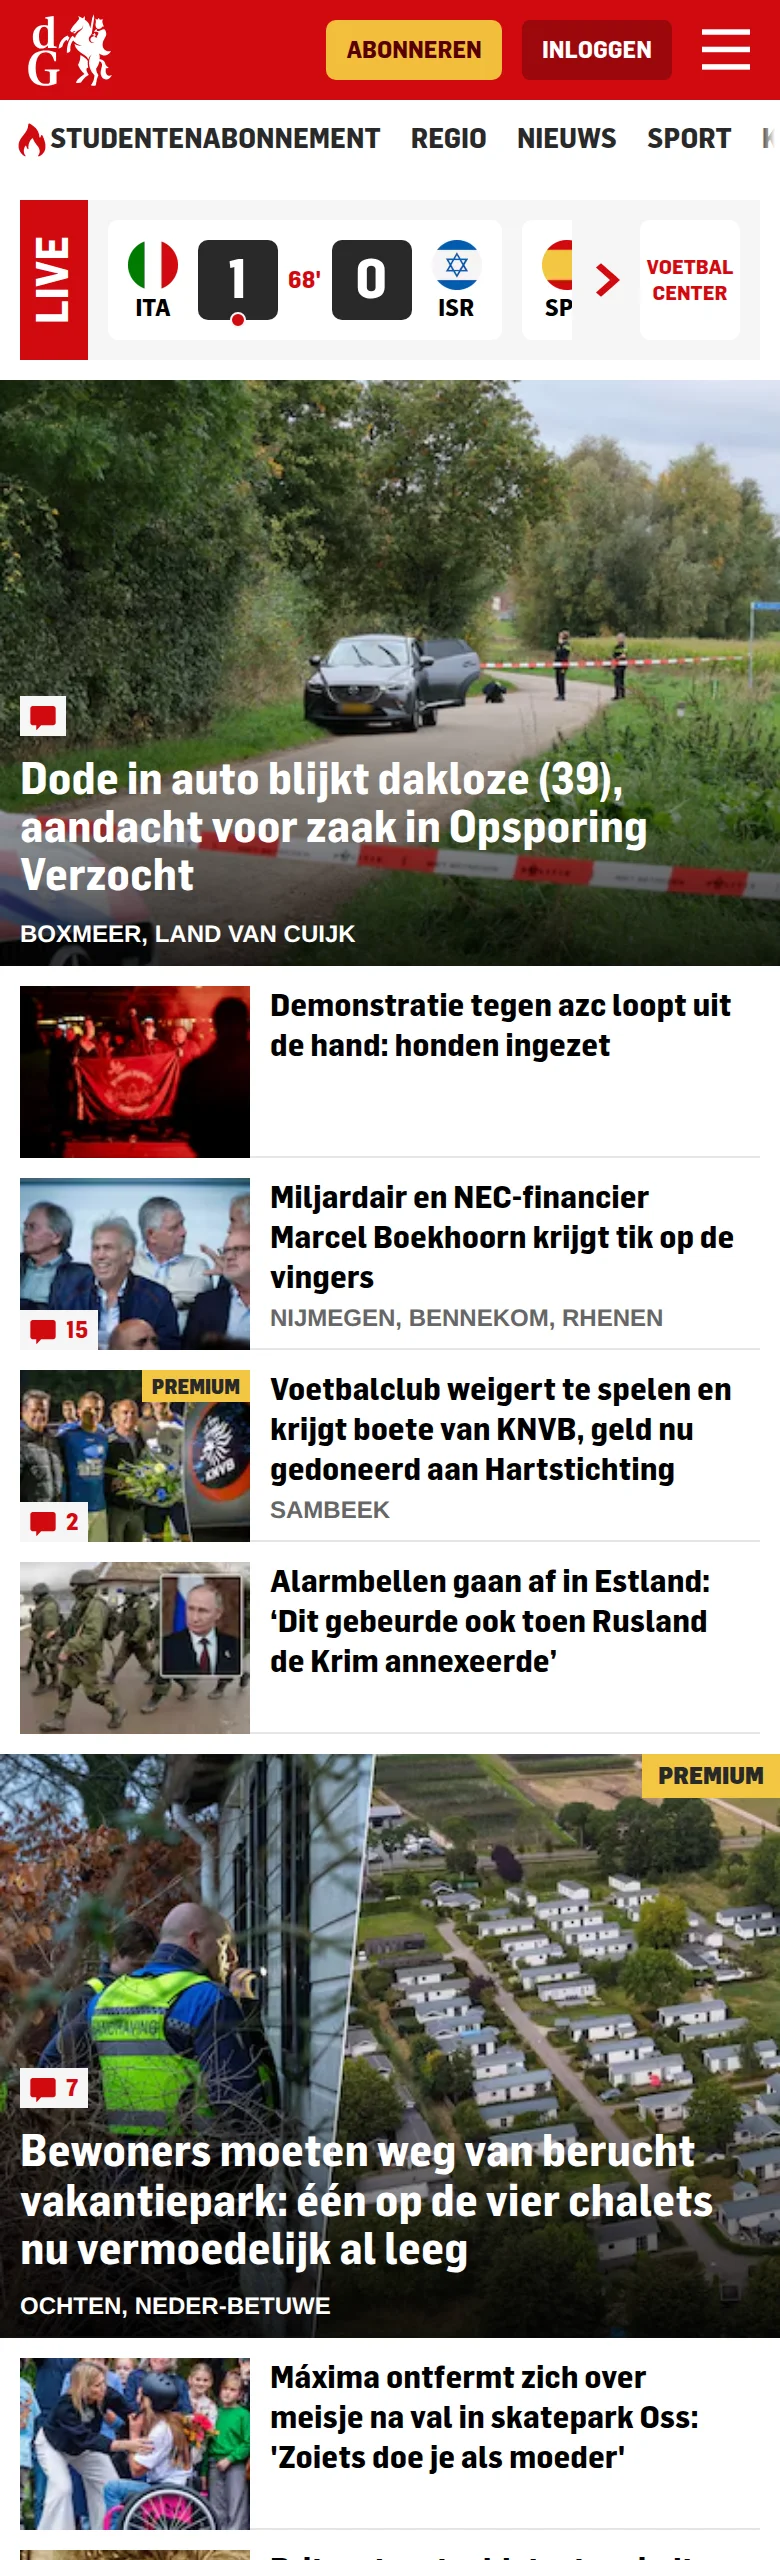 dG
ABONNEREN
INLOGGEN
STUDENTENABONNEMENT
REGIO
NIEUWS
SPORT
LIVE
ITA
1
68'
0
ISR
SP
VOETBAL
CENTER
Dode in auto blijkt dakloze (39),
aandacht voor zaak in Opsporing
Verzocht
BOXMEER, LAND VAN CUIJK
Demonstratie tegen azc loopt uit
de hand: honden ingezet
Miljardair en NEC-financier
Marcel Boekhoorn krijgt tik op de
vingers
15
NIJMEGEN, BENNEKOM, RHENEN
PREMIUM
Voetbalclub weigert te spelen en
krijgt boete van KNVB, geld nu
gedoneerd aan Hartstichting
KNVB
2
SAMBEEK
Alarmbellen gaan af in Estland:
‘Dit gebeurde ook toen Rusland
de Krim annexeerde’
PREMIUM
HANDHAVING
7
Bewoners moeten weg van berucht
vakantiepark: één op de vier chalets
nu vermoedelijk al leeg
OCHTEN, NEDER-BETUWE
Máxima ontfermt zich over
meisje na val in skatepark Oss:
'Zoiets doe je als moeder'